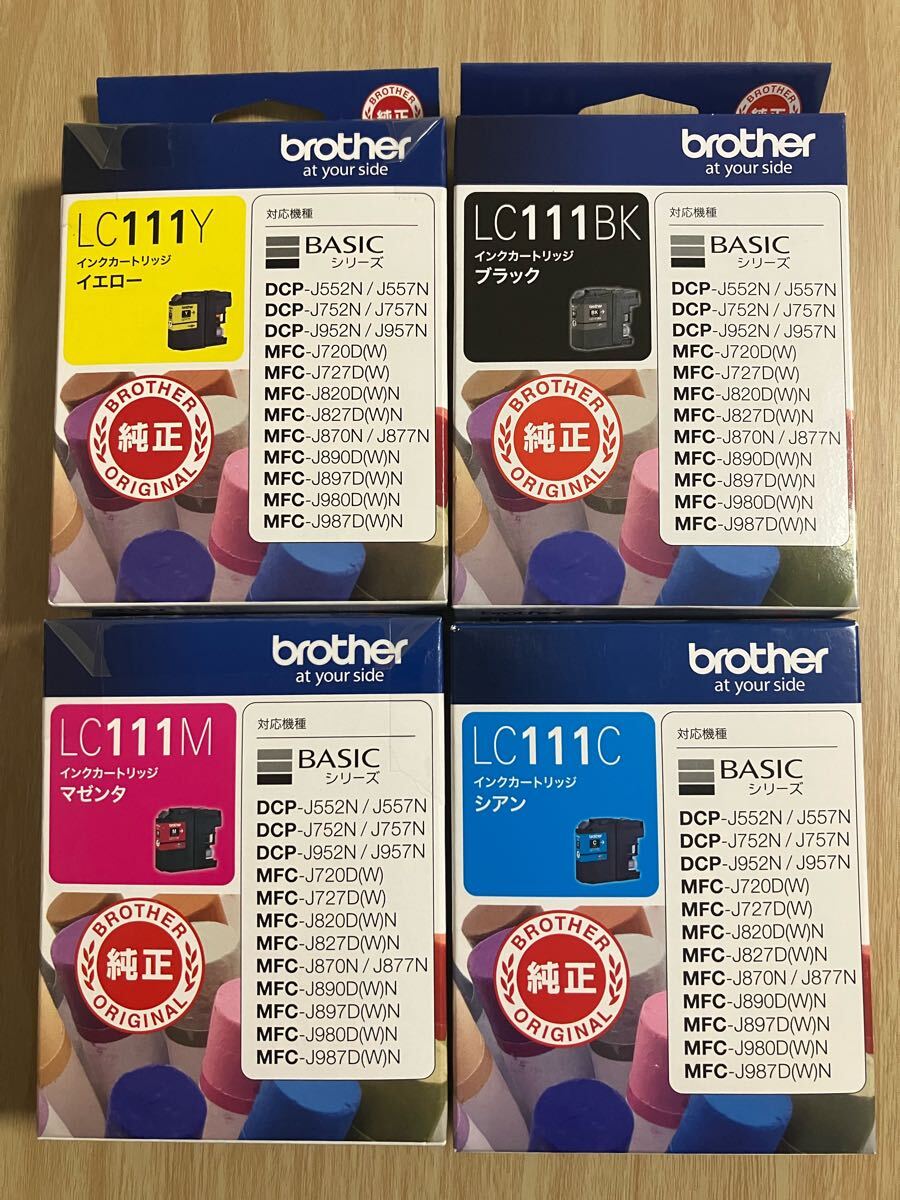 BROTHER
純正
brother
at your side
LC111Y
インクカートリッジ
イエロー
対応機種
BASIC
シリーズ
DCP-J552N / J557N
DCP-J752N / J757N
DCP-J952N / J957N
MFC-J720D(W)
MFC-J727D(W)
MFC-J820D(W)N
MFC-J827D(W)N
MFC-J870N / J877N
MFC-J890D(W)N
MFC-J897D(W)N
MFC-J980D(W)N
MFC-J987D(W)N
Y
BROTHER
純正
ORIGINAL
BROTHER
純正
brother
at your side
LC111BK
インクカートリッジ
ブラック
対応機種
BASIC
シリーズ
DCP-J552N / J557N
DCP-J752N / J757N
DCP-J952N / J957N
MFC-J720D(W)
MFC-J727D(W)
MFC-J820D(W)N
MFC-J827D(W)N
MFC-J870N / J877N
MFC-J890D(W)N
MFC-J897D(W)N
MFC-J980D(W)N
MFC-J987D(W)N
BK
BROTHER
純正
ORIGINAL
brother
at your side
LC111M
インクカートリッジ
マゼンタ
対応機種
BASIC
シリーズ
DCP-J552N / J557N
DCP-J752N / J757N
DCP-J952N / J957N
MFC-J720D(W)
MFC-J727D(W)
MFC-J820D(W)N
MFC-J827D(W)N
MFC-J870N / J877N
MFC-J890D(W)N
MFC-J897D(W)N
MFC-J980D(W)N
MFC-J987D(W)N
brother
M
BROTHER
純正
ORIGINAL
brother
at your side
LC111C
インクカートリッジ
シアン
対応機種
BASIC
シリーズ
DCP-J552N / J557N
DCP-J752N / J757N
DCP-J952N / J957N
MFC-J720D(W)
MFC-J727D(W)
MFC-J820D(W)N
MFC-J827D(W)N
MFC-J870N / J877N
MFC-J890D(W)N
MFC-J897D(W)N
MFC-J980D(W)N
MFC-J987D(W)N
brother
C
BROTHER
純正
ORIGINAL